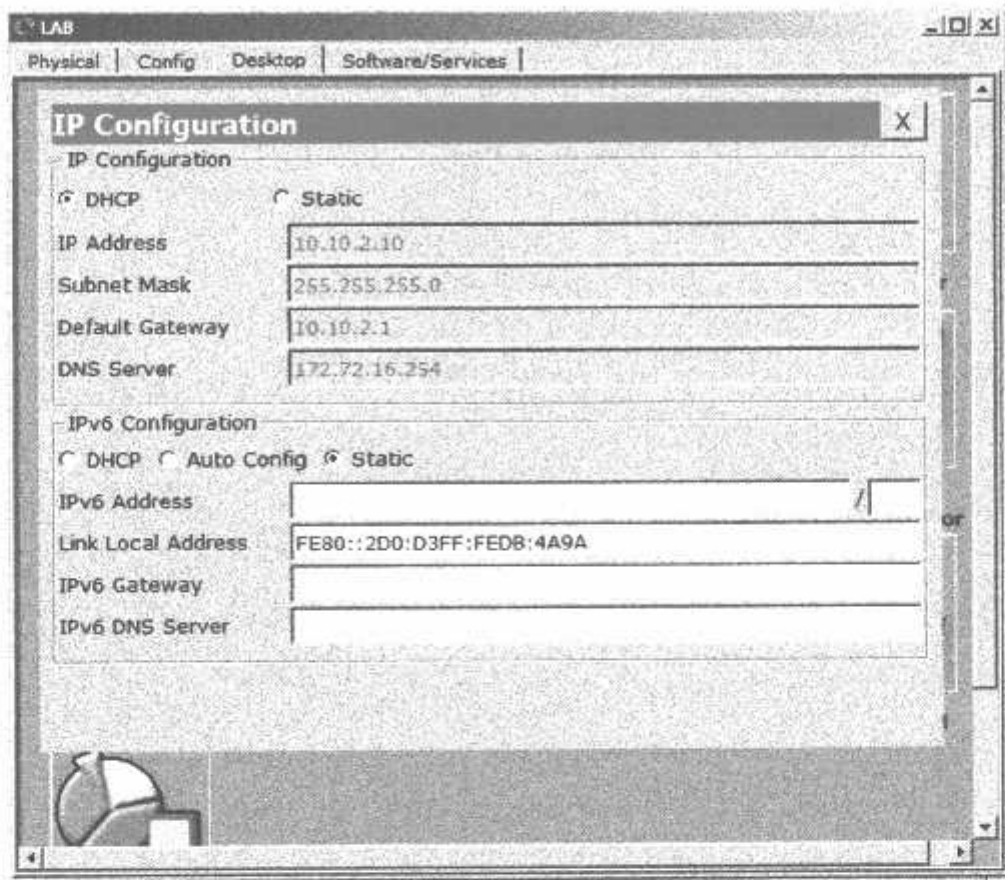 LAB
Physical Config Desktop Software/Services
IP Configuration X
IP Configuration
DHCP Static
IP Address 10.10.2.10
Subnet Mask 255.255.255.0
Default Gateway 10.10.2.1
DNS Server 172.72.16.254
IPv6 Configuration
DHCP Auto Config Static
IPv6 Address /
Link Local Address FE80::2D0:D3FF:FEDB:4A9A
IPv6 Gateway
IPv6 DNS Server
r
or